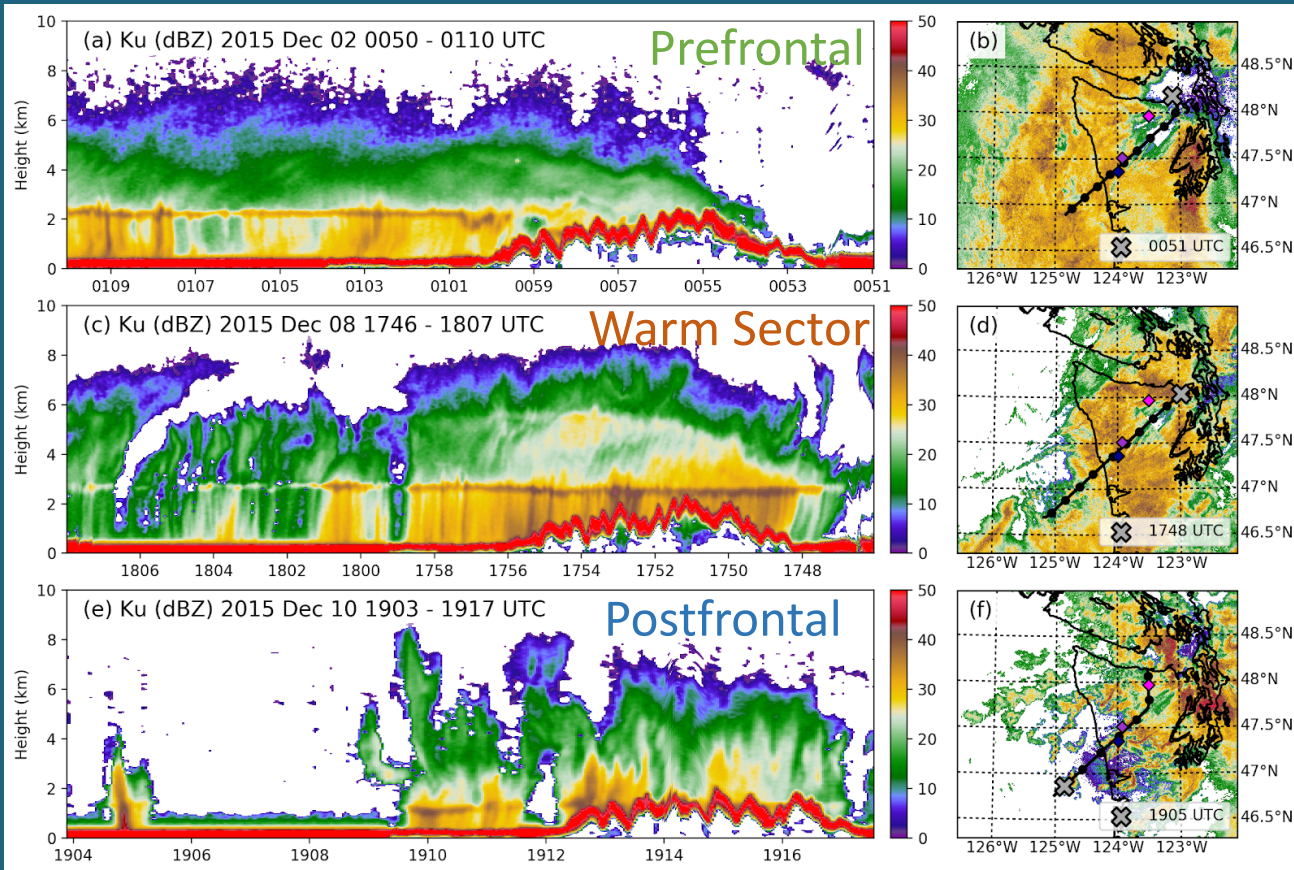 (a) Ku (dBZ) 2015 Dec 02 0050 - 0110 UTC
Prefrontal
Height (km)
10
8
6
4
2
0
0109 0107 0105 0103 0101 0059 0057 0055 0053 0051
50
40
30
20
10
0
(b)
48.5°N
48°N
47.5°N
47°N
46.5°N
0051 UTC
126°W 125°W 124°W 123°W
(c) Ku (dBZ) 2015 Dec 08 1746 - 1807 UTC
Warm Sector
Height (km)
10
8
6
4
2
0
1806 1804 1802 1800 1758 1756 1754 1752 1750 1748
50
40
30
20
10
0
(d)
48.5°N
48°N
47.5°N
47°N
46.5°N
1748 UTC
126°W 125°W 124°W 123°W
(e) Ku (dBZ) 2015 Dec 10 1903 - 1917 UTC
Postfrontal
Height (km)
10
8
6
4
2
0
1904 1906 1908 1910 1912 1914 1916
50
40
30
20
10
0
(f)
48.5°N
48°N
47.5°N
47°N
46.5°N
1905 UTC
126°W 125°W 124°W 123°W